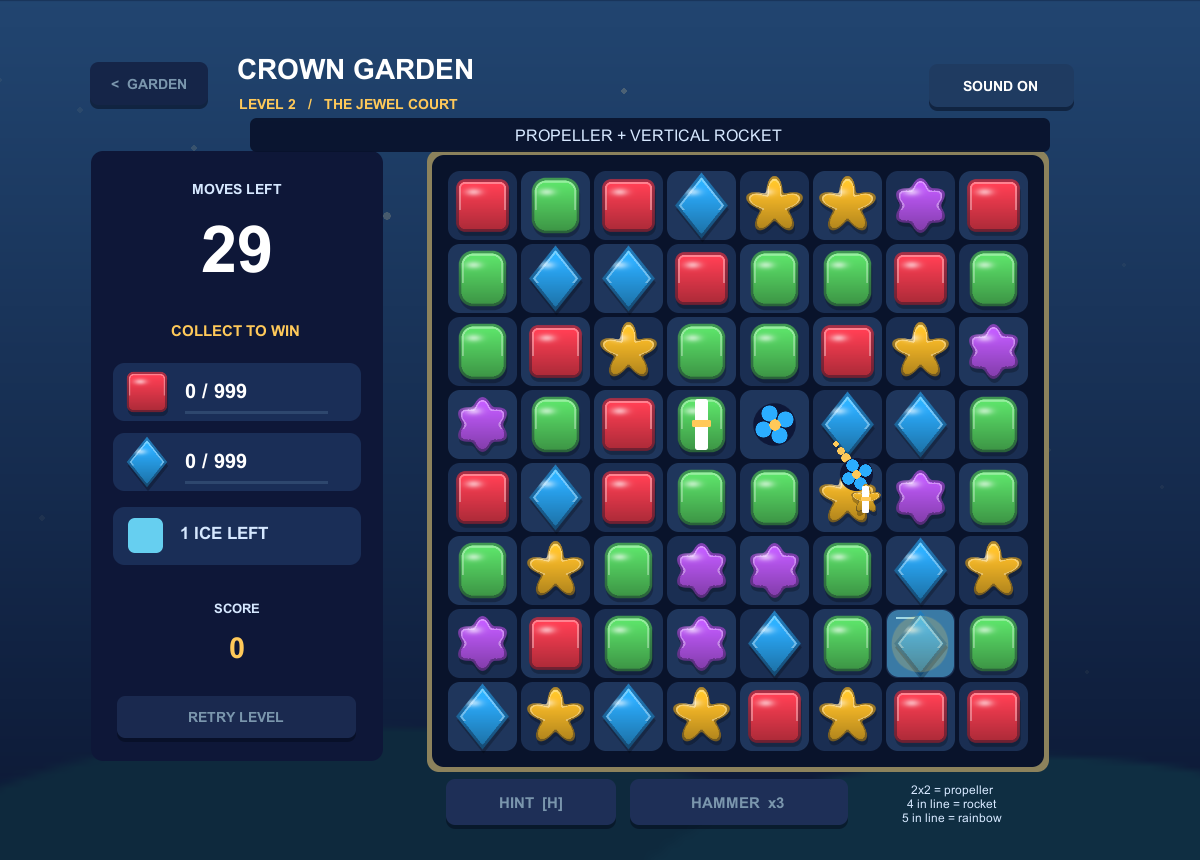 < GARDEN
CROWN GARDEN
LEVEL 2 / THE JEWEL COURT
SOUND ON
PROPELLER + VERTICAL ROCKET
MOVES LEFT
29
COLLECT TO WIN
0 / 999
0 / 999
1 ICE LEFT
SCORE
0
RETRY LEVEL
HINT [H]
HAMMER x3
2x2 = propeller
4 in line = rocket
5 in line = rainbow